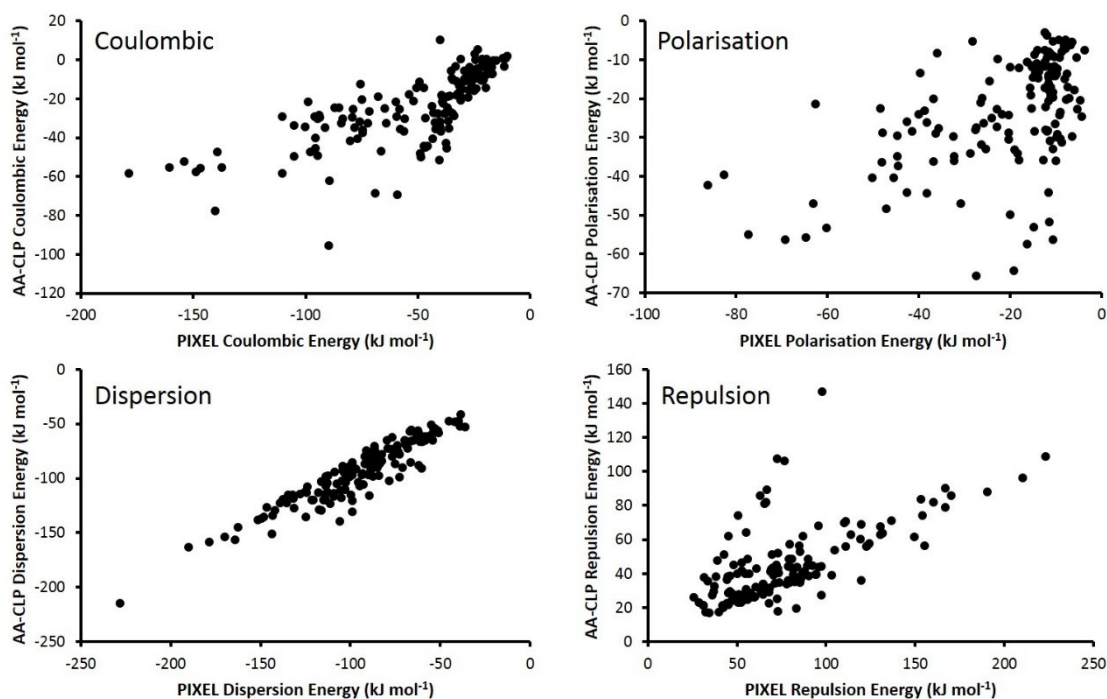 Coulombic
AA-CLP Coulombic Energy (kJ mol⁻¹)
20
0
-20
-40
-60
-80
-100
-120
-200 -150 -100 -50 0
PIXEL Coulombic Energy (kJ mol⁻¹)
Polarisation
AA-CLP Polarisation Energy (kJ mol⁻¹)
0
-10
-20
-30
-40
-50
-60
-70
-100 -80 -60 -40 -20 0
PIXEL Polarisation Energy (kJ mol⁻¹)
Dispersion
AA-CLP Dispersion Energy (kJ mol⁻¹)
0
-50
-100
-150
-200
-250
-250 -200 -150 -100 -50 0
PIXEL Dispersion Energy (kJ mol⁻¹)
Repulsion
AA-CLP Repulsion Energy (kJ mol⁻¹)
160
140
120
100
80
60
40
20
0
0 50 100 150 200 250
PIXEL Repulsion Energy (kJ mol⁻¹)